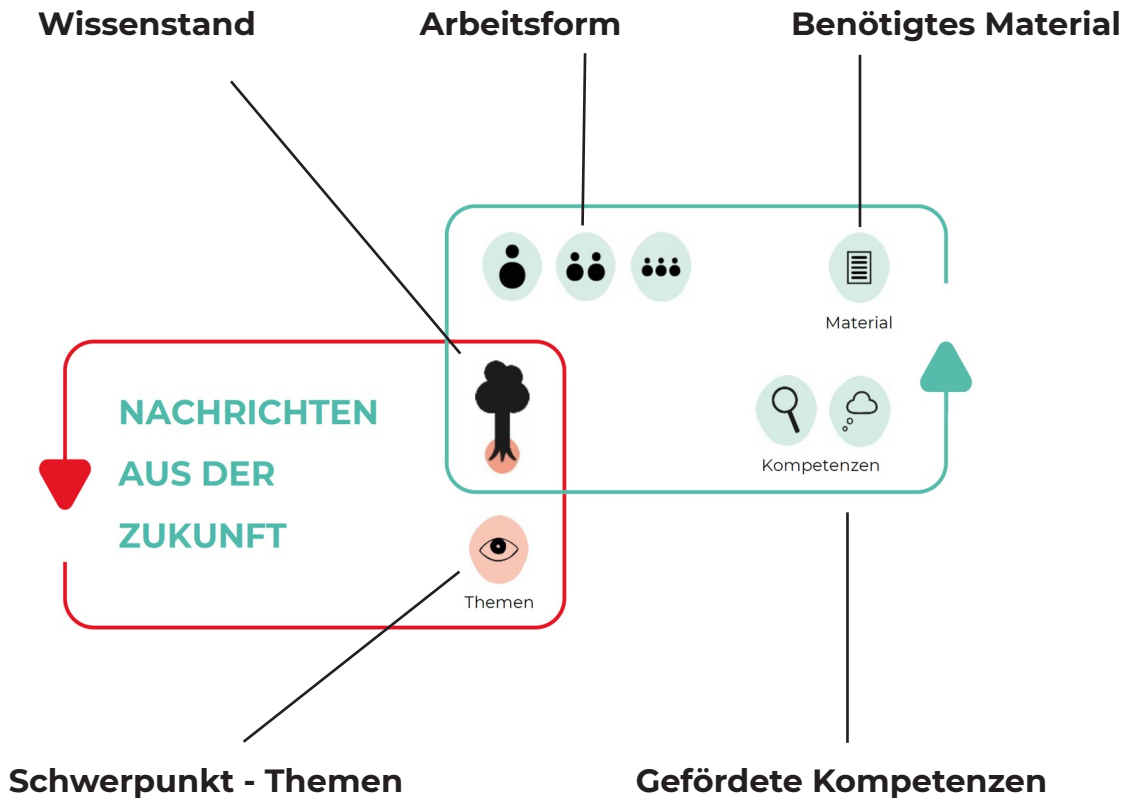 Wissenstand
Arbeitsform
Benötigtes Material
Material
NACHRICHTEN
AUS DER
ZUKUNFT
Kompetenzen
Themen
Schwerpunkt - Themen
Gefördete Kompetenzen